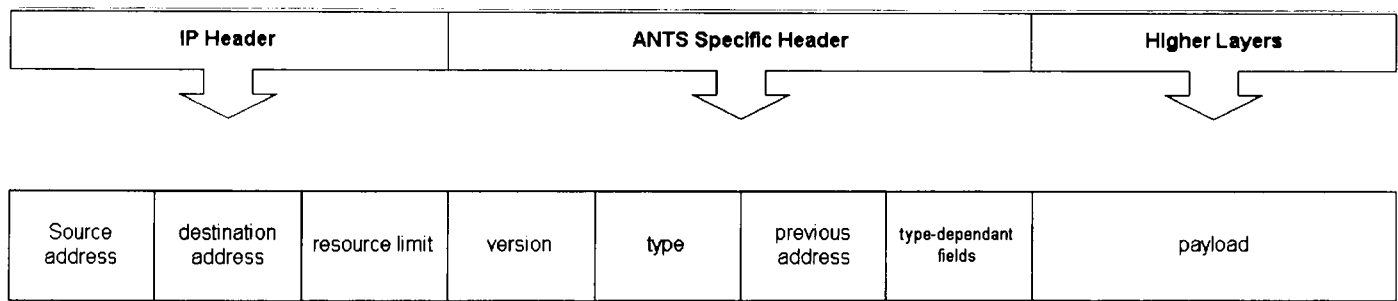 IP Header
ANTS Specific Header
Higher Layers
Source
address
destination
address
resource limit
version
type
previous
address
type-dependant
fields
payload